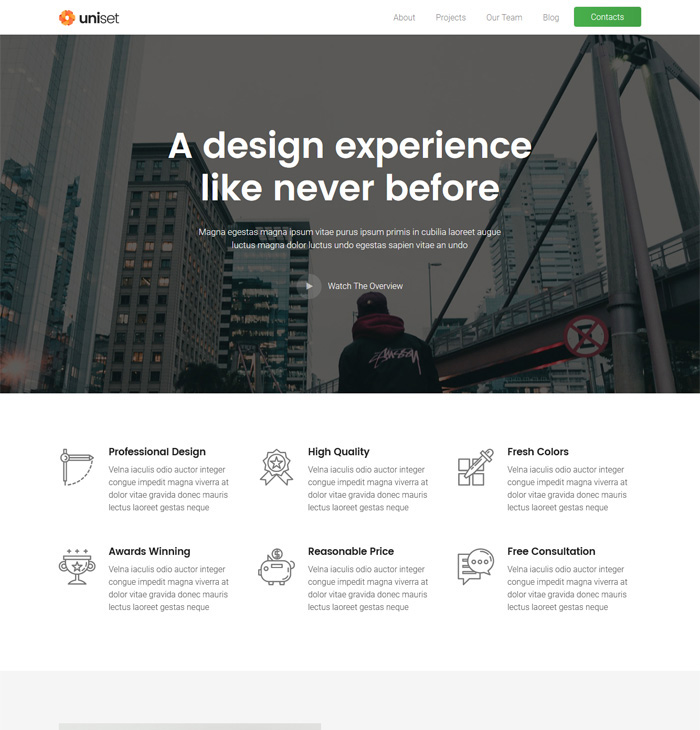 uniset
About Projects Our Team Blog Contacts
A design experience
like never before
Magna egestas magna ipsum vitae purus ipsum primis in cubilia laoreet augue
luctus magna dolor luctus undo egestas sapien vitae an undo
Watch The Overview
Professional Design
Velna iaculis odio auctor integer
congue impedit magna viverra at
dolor vitae gravida donec mauris
lectus laoreet gestas neque
High Quality
Velna iaculis odio auctor integer
congue impedit magna viverra at
dolor vitae gravida donec mauris
lectus laoreet gestas neque
Fresh Colors
Velna iaculis odio auctor integer
congue impedit magna viverra at
dolor vitae gravida donec mauris
lectus laoreet gestas neque
Awards Winning
Velna iaculis odio auctor integer
congue impedit magna viverra at
dolor vitae gravida donec mauris
lectus laoreet gestas neque
Reasonable Price
Velna iaculis odio auctor integer
congue impedit magna viverra at
dolor vitae gravida donec mauris
lectus laoreet gestas neque
Free Consultation
Velna iaculis odio auctor integer
congue impedit magna viverra at
dolor vitae gravida donec mauris
lectus laoreet gestas neque